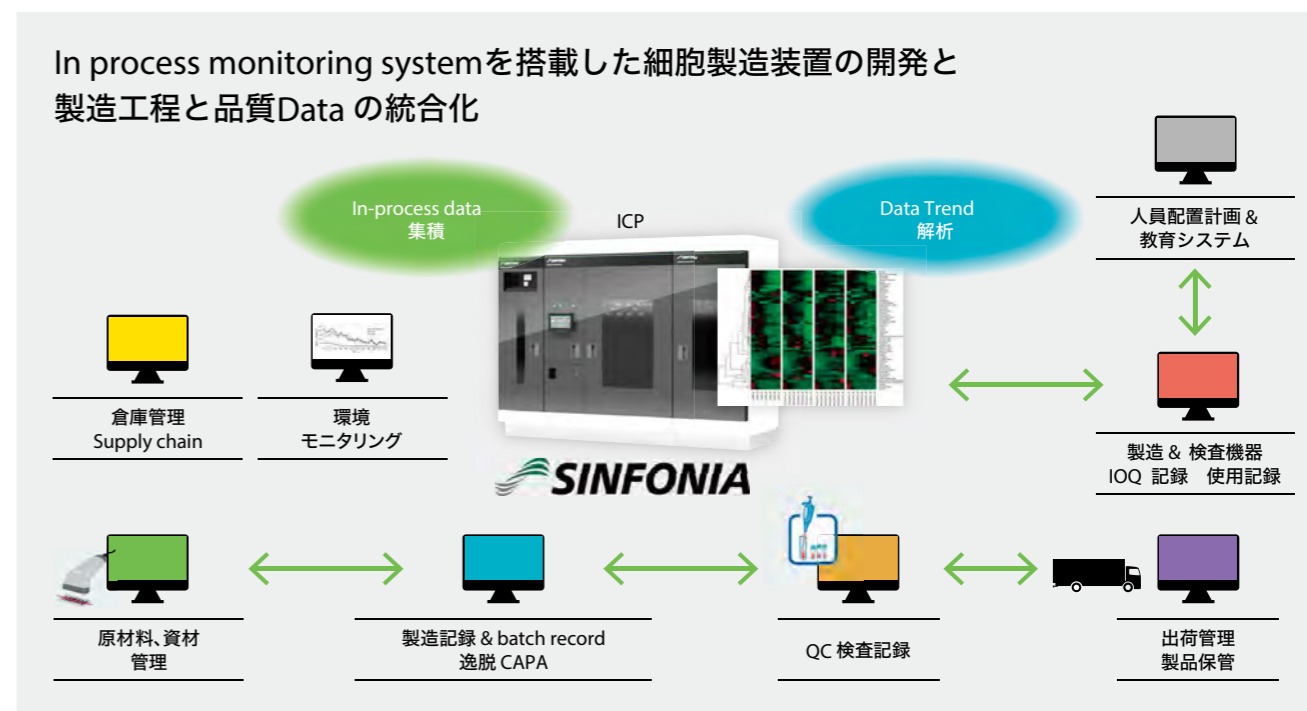 In process monitoring systemを搭載した細胞製造装置の開発と
製造工程と品質Data の統合化
In-process data
集積
ICP
Data Trend
解析
人員配置計画 &
教育システム
倉庫管理
Supply chain
環境
モニタリング
製造 & 検査機器
IOQ 記録 使用記録
SINFONIA
原材料、資材
管理
製造記録 & batch record
逸脱 CAPA
QC 検査記録
出荷管理
製品保管